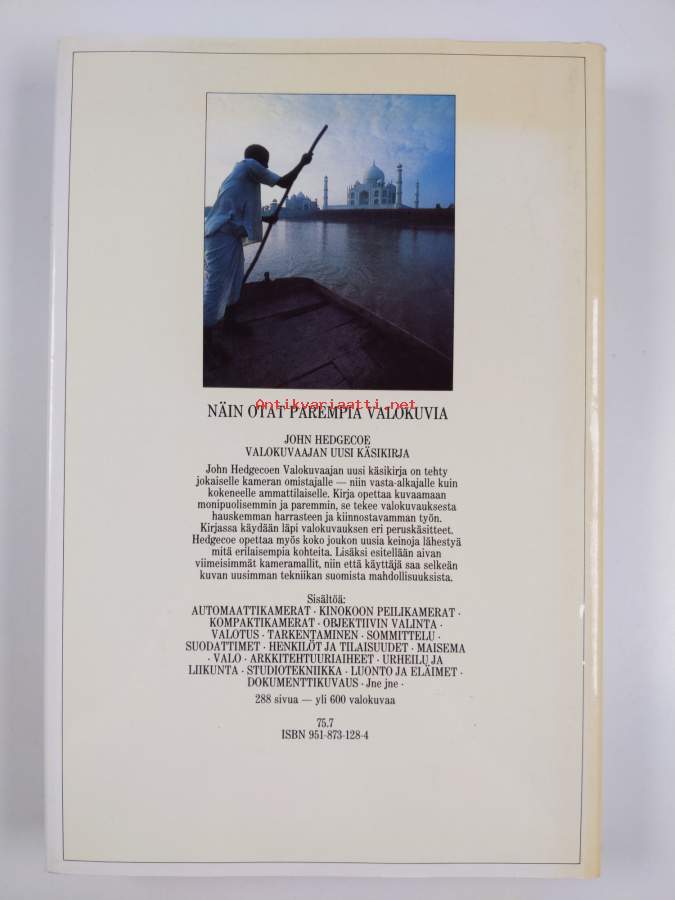 NÄIN OTAT PAREMPIA VALOKUVIA
Antikvariaatti.net
JOHN HEDGECOE
VALOKUVAAJAN UUSI KÄSIKIRJA
John Hedgecoen Valokuvaajan uusi käsikirja on tehty
jokaiselle kameran omistajalle — niin vasta-alkajalle kuin
kokeneelle ammattilaiselle. Kirja opettaa kuvaamaan
monipuolisemmin ja paremmin, se tekee valokuvauksesta
hauskemman harrasteen ja kiinnostavamman työn.
Kirjassa käydään läpi valokuvauksen eri peruskäsitteet.
Hedgecoe opettaa myös koko joukon uusia keinoja lähestyä
mitä erilaisempia kohteita. Lisäksi esitellään aivan
viimeisimmät kameramallit, niin että käyttäjä saa selkeän
kuvan uusimman tekniikan suomista mahdollisuuksista.
Sisältöä:
AUTOMAATTIKAMERAT · KINOKOON PEILIKAMERAT ·
KOMPAKTIKAMERAT · OBJEKTIIVIN VALINTA ·
VALOTUS · TARKENTAMINEN · SOMMITTELU ·
SUODATTIMET · HENKILÖT JA TILAISUUDET · MAISEMA
· VALO · ARKKITEHTUURIAIHEET · URHEILU JA
LIIKUNTA · STUDIOTEKNIIKKA · LUONTO JA ELÄIMET ·
DOKUMENTTIKUVAUS · Jne jne ·
288 sivua — yli 600 valokuvaa
75.7
ISBN 951-873-128-4